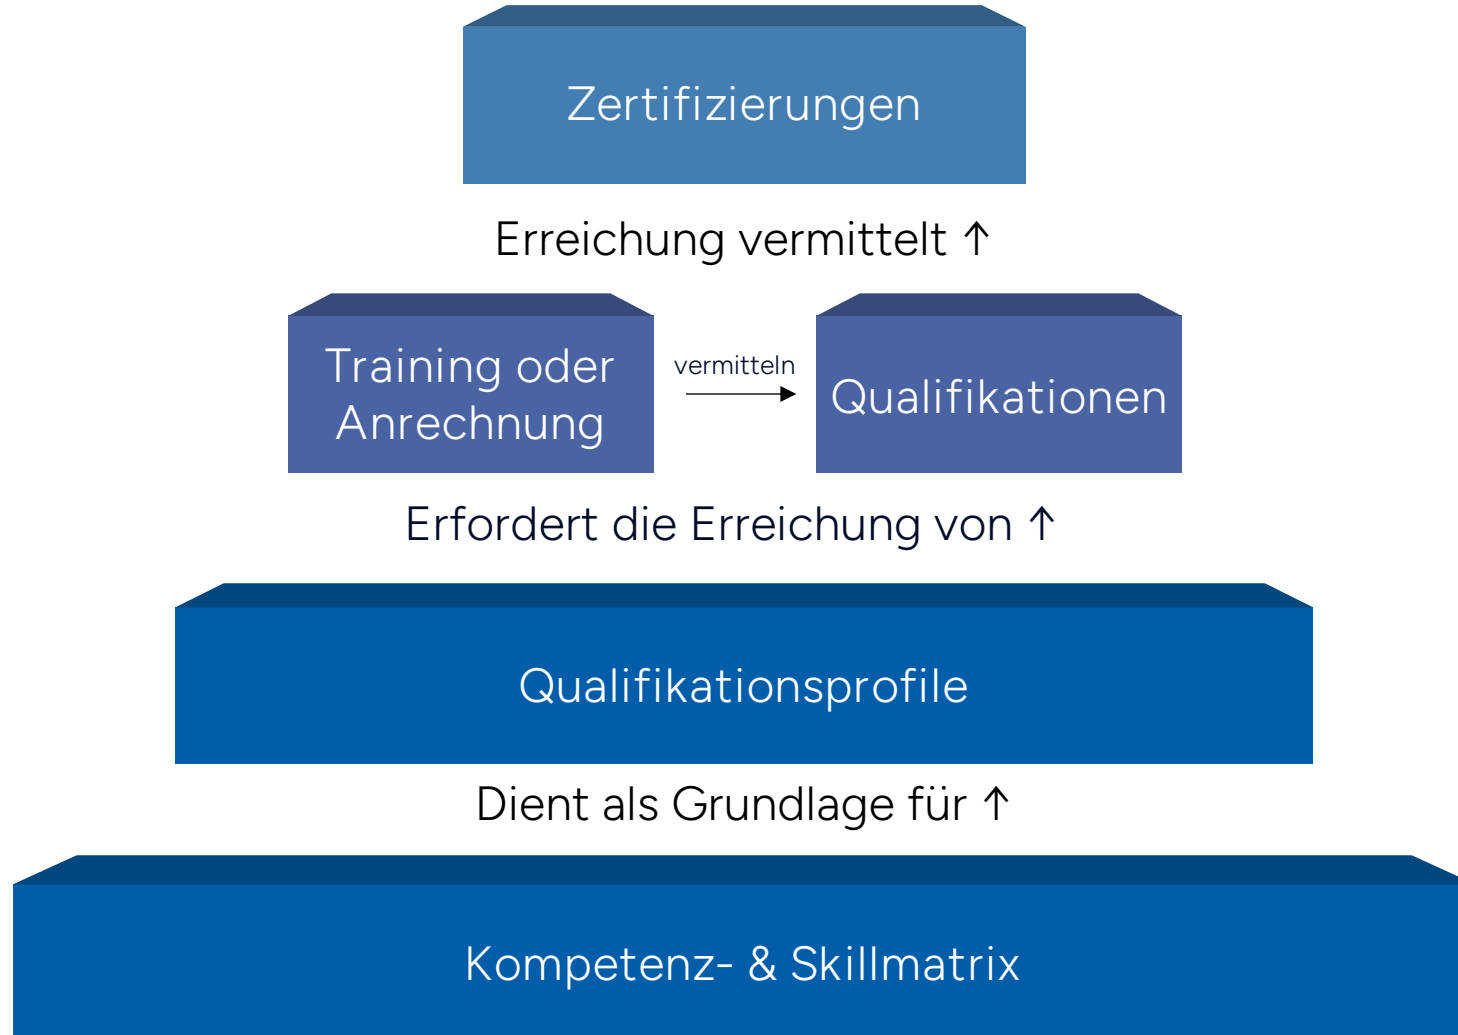 Zertifizierungen
Erreichung vermittelt ↑
Training oder
Anrechnung
vermitteln
Qualifikationen
Erfordert die Erreichung von ↑
Qualifikationsprofile
Dient als Grundlage für ↑
Kompetenz- & Skillmatrix